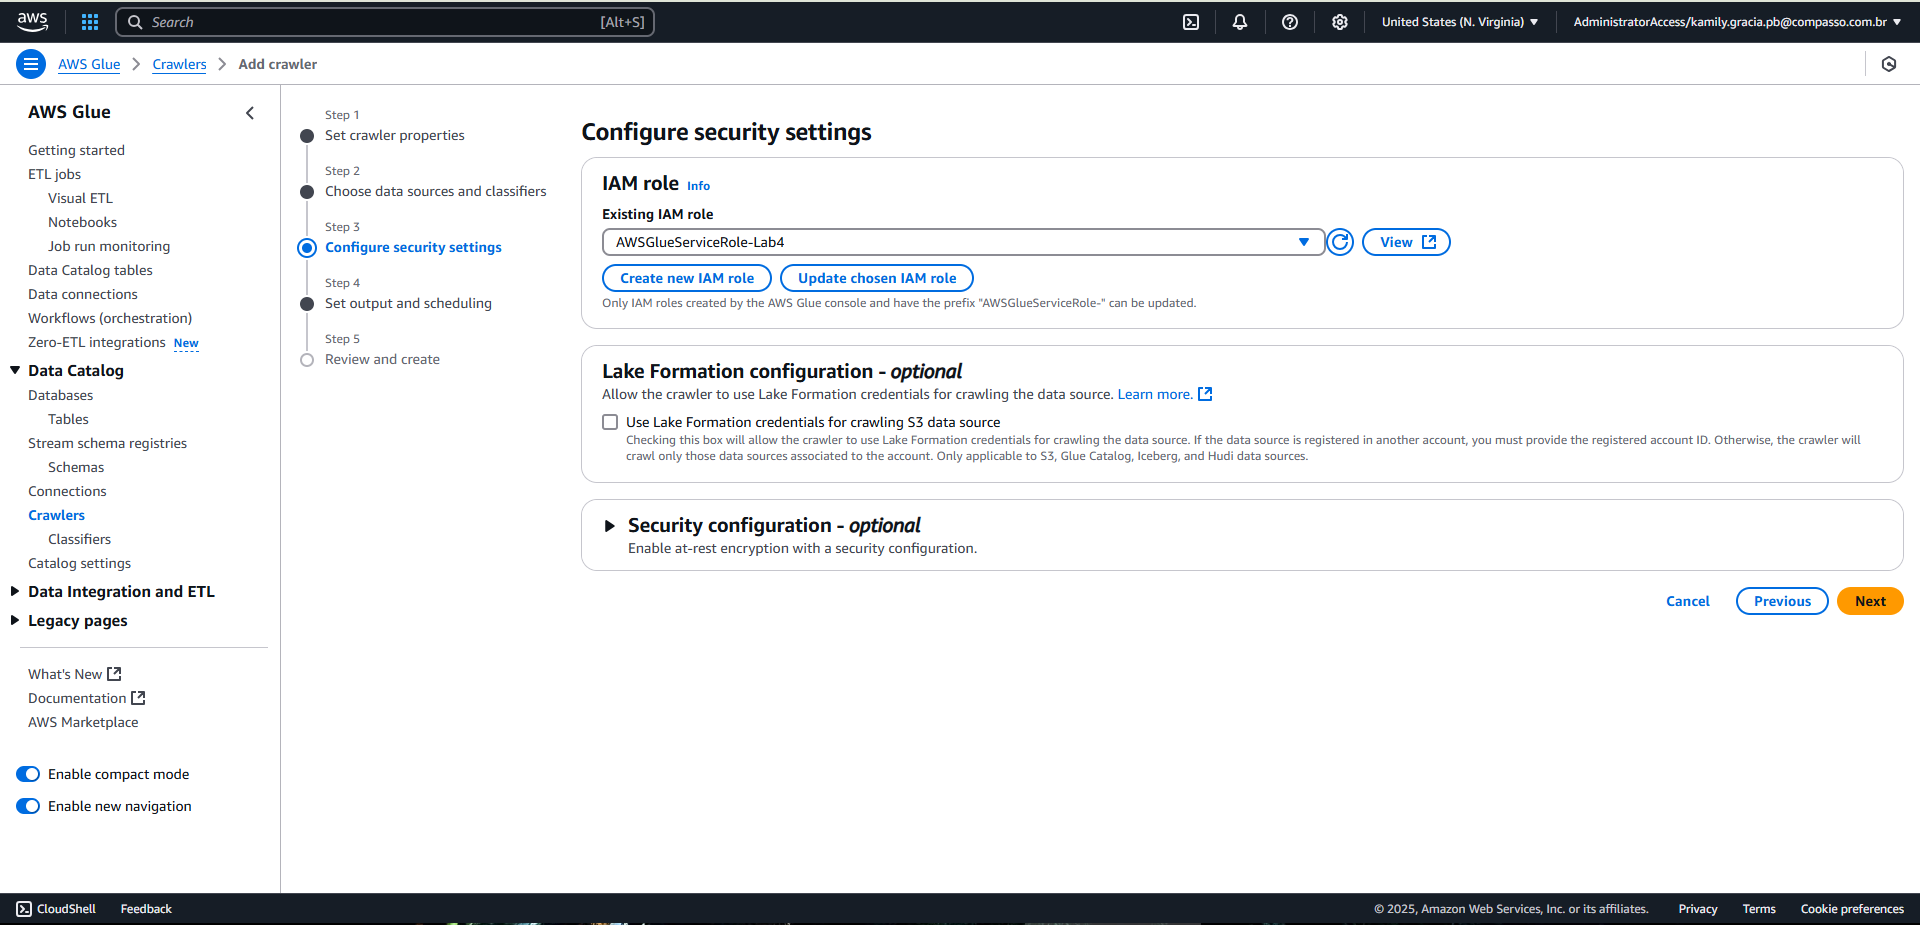 aws
Search
[Alt+S]
United States (N. Virginia)
AdministratorAccess/kamily.gracia.pb@compasso.com.br
AWS Glue
Crawlers
Add crawler
AWS Glue
Getting started
ETL jobs
Visual ETL
Notebooks
Job run monitoring
Data Catalog tables
Data connections
Workflows (orchestration)
Zero-ETL integrations New
Data Catalog
Databases
Tables
Stream schema registries
Schemas
Connections
Crawlers
Classifiers
Catalog settings
Data Integration and ETL
Legacy pages
What's New
Documentation
AWS Marketplace
Enable compact mode
Enable new navigation
Step 1
Set crawler properties
Step 2
Choose data sources and classifiers
Step 3
Configure security settings
Step 4
Set output and scheduling
Step 5
Review and create
Configure security settings
IAM role Info
Existing IAM role
AWSGlueServiceRole-Lab4
View
Create new IAM role
Update chosen IAM role
Only IAM roles created by the AWS Glue console and have the prefix "AWSGlueServiceRole-" can be updated.
Lake Formation configuration - optional
Allow the crawler to use Lake Formation credentials for crawling the data source. Learn more.
Use Lake Formation credentials for crawling S3 data source
Checking this box will allow the crawler to use Lake Formation credentials for crawling the data source. If the data source is registered in another account, you must provide the registered account ID. Otherwise, the crawler will
crawl only those data sources associated to the account. Only applicable to S3, Glue Catalog, Iceberg, and Hudi data sources.
Security configuration - optional
Enable at-rest encryption with a security configuration.
Cancel
Previous
Next
CloudShell
Feedback
© 2025, Amazon Web Services, Inc. or its affiliates.
Privacy
Terms
Cookie preferences